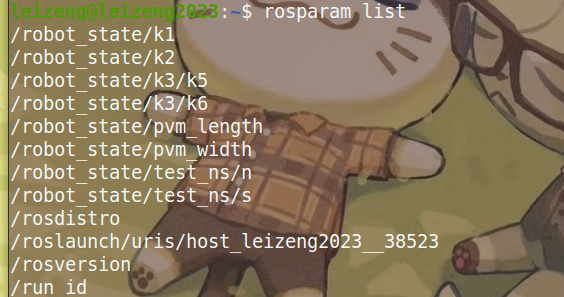 leizeng@leizeng2023:~$ rosparam list
/robot_state/k1
/robot_state/k2
/robot_state/k3/k5
/robot_state/k3/k6
/robot_state/pvm_length
/robot_state/pvm_width
/robot_state/test_ns/n
/robot_state/test_ns/s
/rosdistro
/roslaunch/uris/host_leizeng2023__38523
/rosversion
/run_id